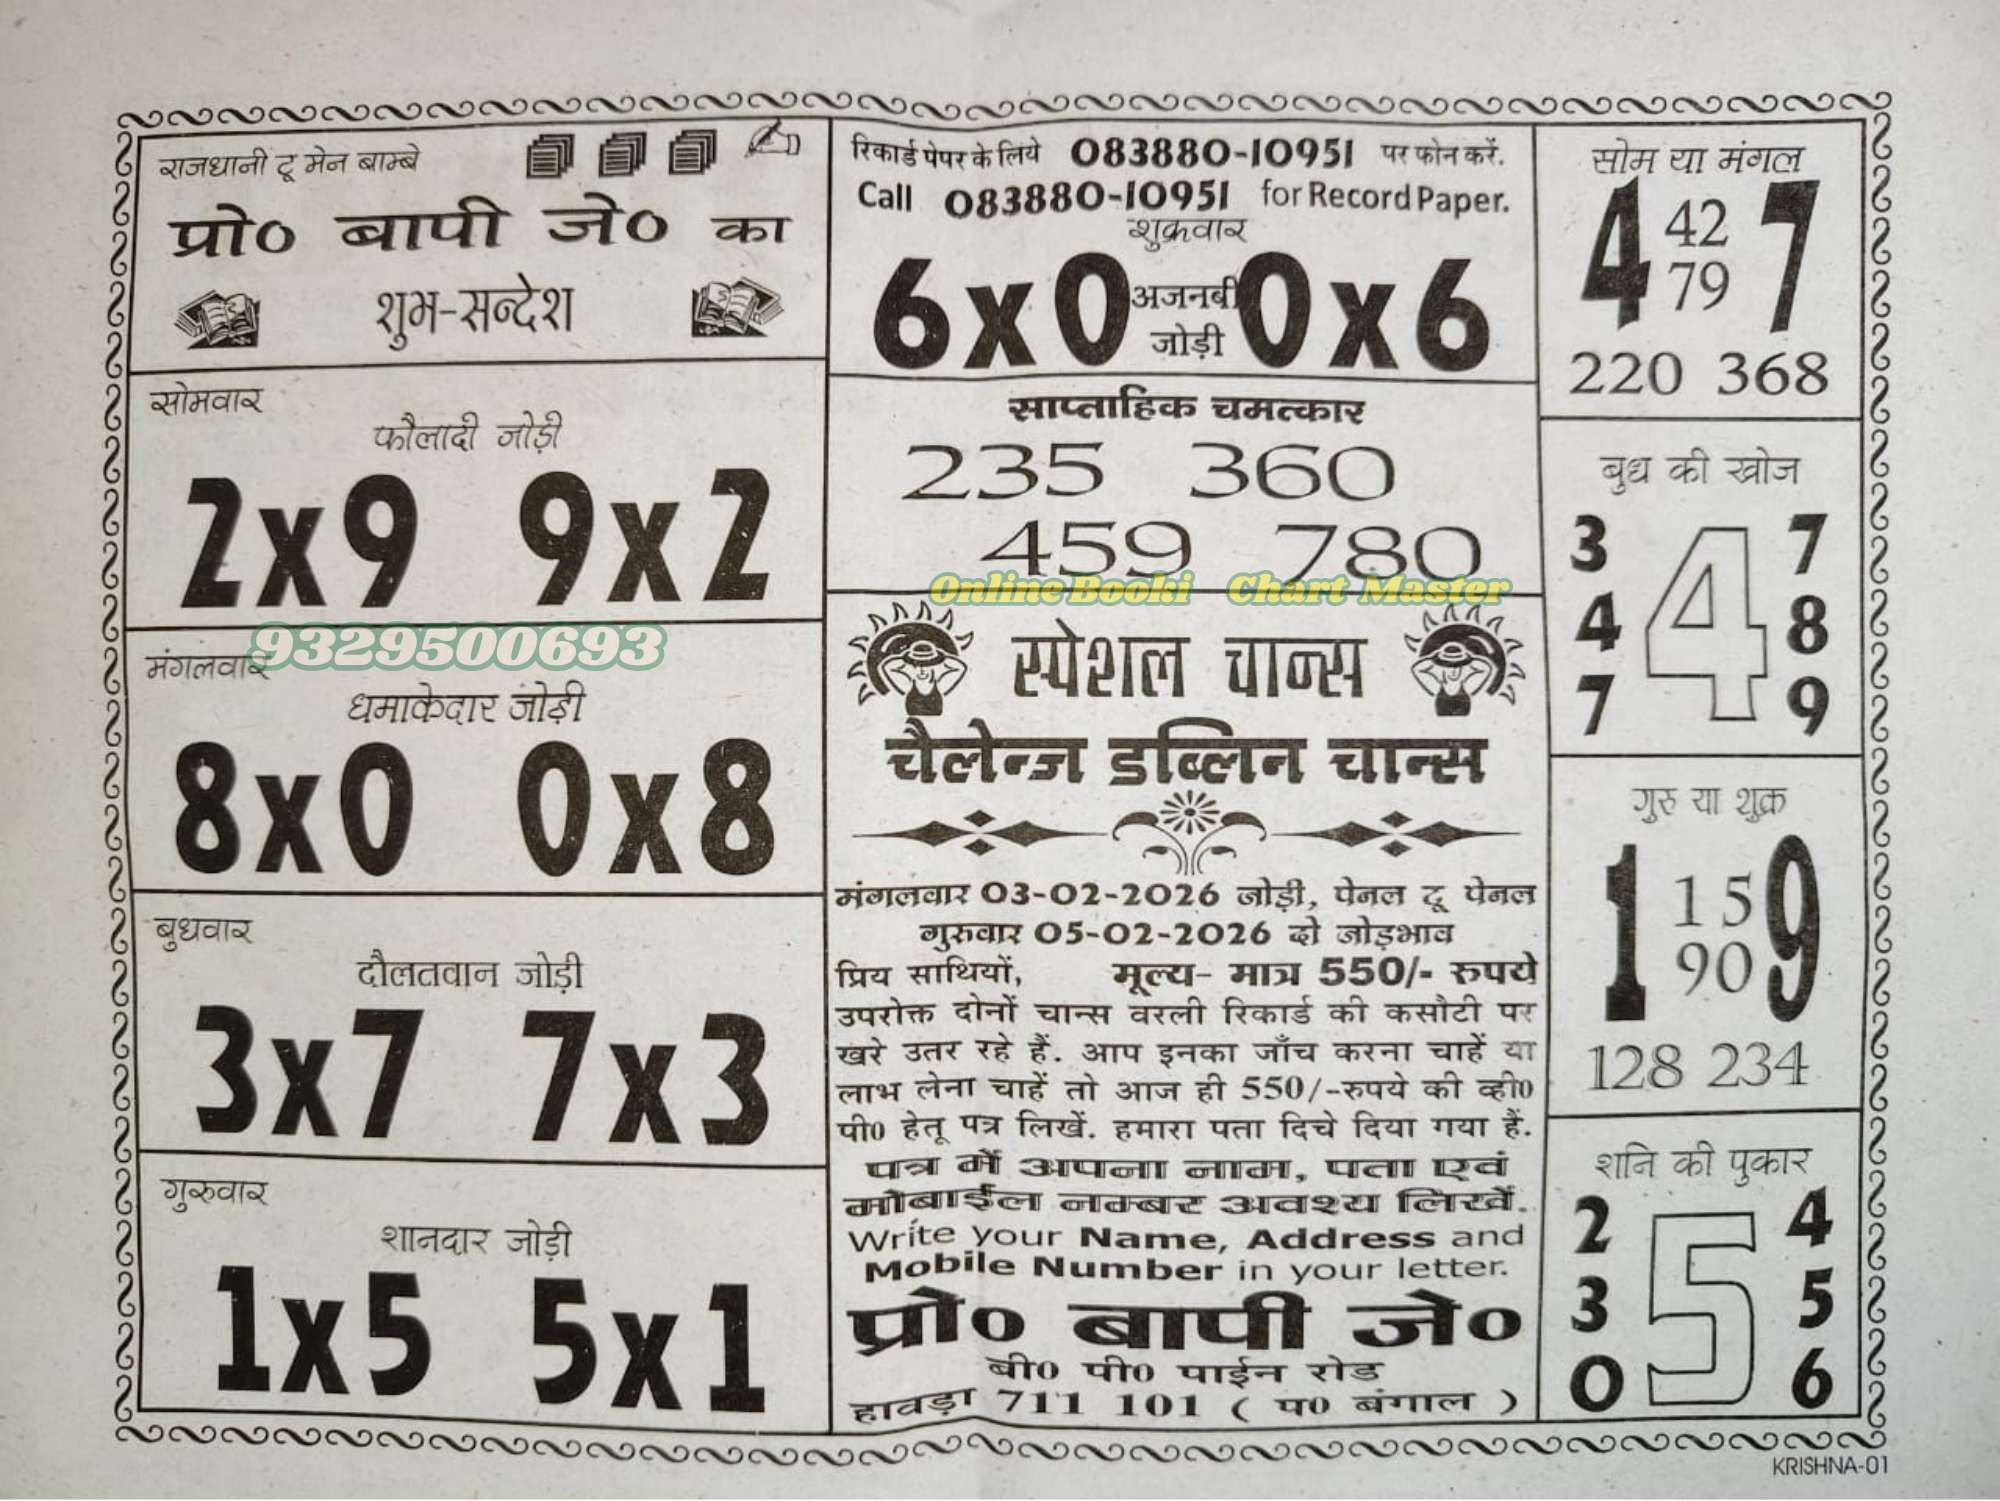 राजधानी टू मेन बाम्बे
प्रो० बापी जे० का
शुभ-सन्देश
सोमवार
फौलादी जोड़ी
2x9 9x2
9329500693
मंगलवार
धमाकेदार जोड़ी
8x0 0x8
बुधवार
दौलतवान जोड़ी
3x7 7x3
गुरुवार
शानदार जोड़ी
1x5 5x1
रिकार्ड पेपर के लिये 083880-10951 पर फोन करें.
Call 083880-10951 for Record Paper.
शुक्रवार
6x0 अजनबी जोड़ी 0x6
साप्ताहिक चमत्कार
235 360
459 780
Online Booki Chart Master
स्पेशल चान्स
चैलेन्ज डब्लिन चान्स
मंगलवार 03-02-2026 जोड़ी, पेनल टू पेनल
गुरुवार 05-02-2026 दो जोड़भाव
प्रिय साथियों, मूल्य- मात्र 550/- रुपये
उपरोक्त दोनों चान्स वरली रिकार्ड की कसौटी पर
खरे उतर रहे हैं. आप इनका जाँच करना चाहें या
लाभ लेना चाहें तो आज ही 550/-रुपये की व्ही०
पी० हेतू पत्र लिखें. हमारा पता दिचे दिया गया हैं.
पत्र में अपना नाम, पता एवं
मोबाईल नम्बर अवश्य लिखें.
Write your Name, Address and
Mobile Number in your letter.
प्रो० बापी जे०
बी० पी० पाईन रोड
हावड़ा 711 101 ( प० बंगाल )
सोम या मंगल
4 42 7
79
220 368
बुध की खोज
3 7
4 4 8
7 9
गुरु या शुक्र
1 15 9
90
128 234
शनि की पुकार
2 4
3 5 5
0 6
KRISHNA-01